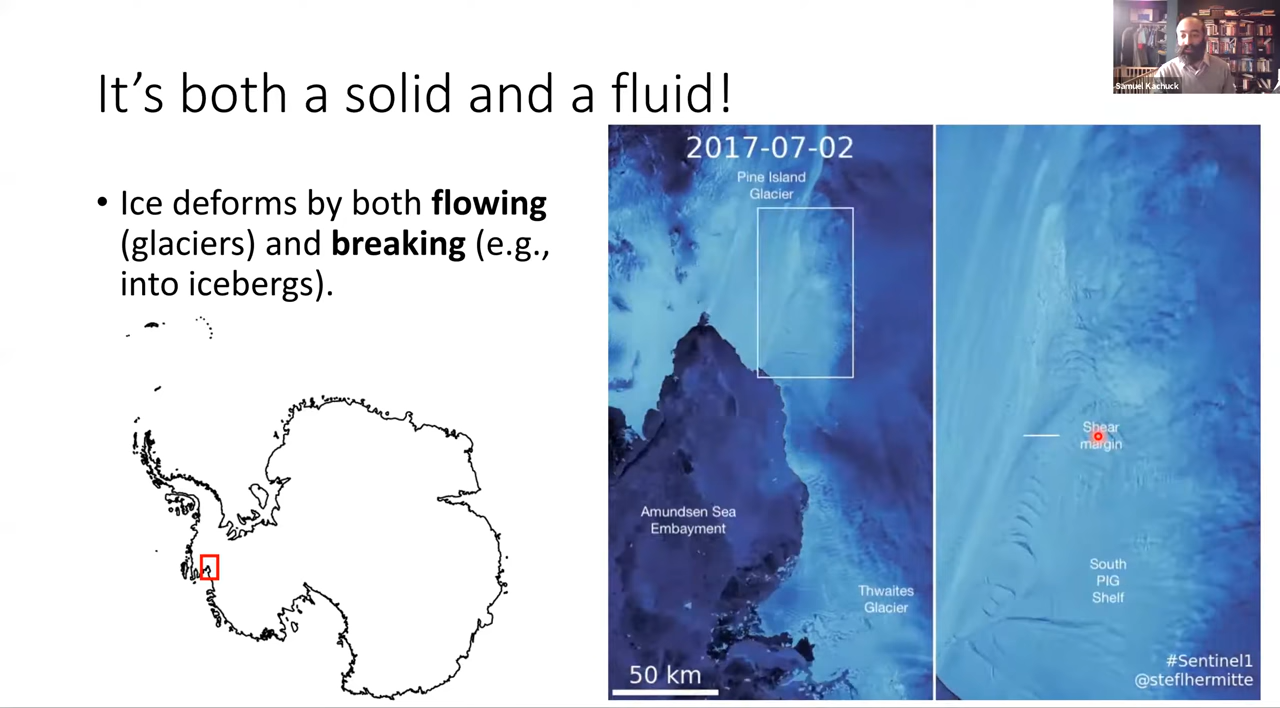 It's both a solid and a fluid!
Samuel Kachuck
• Ice deforms by both flowing
(glaciers) and breaking (e.g.,
into icebergs).
2017-07-02
Pine Island
Glacier
Amundsen Sea
Embayment
Thwaites
Glacier
50 km
Shear
margin
South
PIG
Shelf
#Sentinel1
@steflhermitte